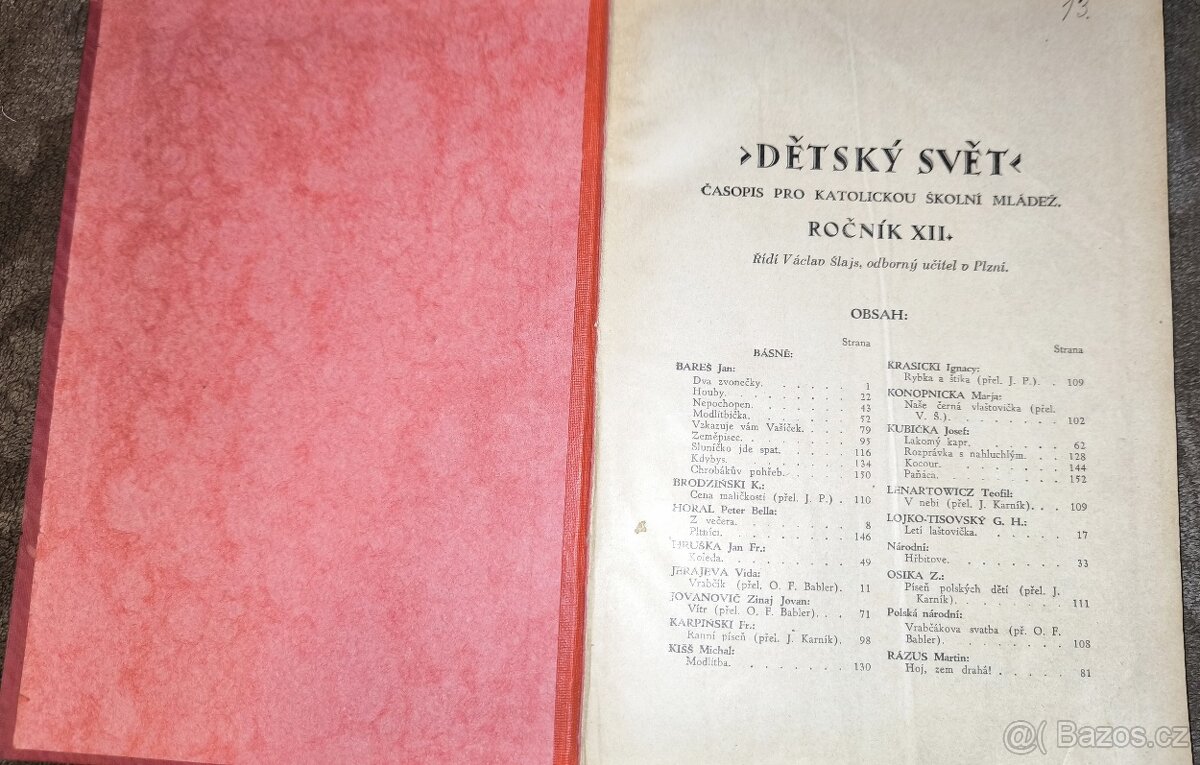 13.
›DĚTSKÝ SVĚT‹
ČASOPIS PRO KATOLICKOU ŠKOLNÍ MLÁDEŽ.
ROČNÍK XII.
Řídí Václav Šlajs, odborný učitel v Plzni.
OBSAH:
Strana
BÁSNĚ:
BAREŠ Jan:
Dva zvonečky. . . . . . . 1
Houby. . . . . . . . 22
Nepochopen. . . . . . . 43
Modlitbička. . . . . . . 52
Vzkazuje vám Vašíček. . . . . 79
Zeměpisec. . . . . . . 95
Sluníčko jde spat. . . . . . 116
Kdybys. . . . . . . . 134
Chrobákův pohřeb. . . . . . 150
BRODZIŃSKI K.:
Cena maličkostí (přel. J. P.) . . 110
HORAL Peter Bella:
Z večera. . . . . . . . 8
Pltníci. . . . . . . . 146
HRUŠKA Jan Fr.:
Koleda. . . . . . . . 49
JERAJEVA Vida:
Vrabčík (přel. O. F. Babler). . 11
JOVANOVIČ Zinaj Jovan:
Vítr (přel. O. F. Babler). . . . 71
KARPIŃSKI Fr.:
Ranní píseň (přel. J. Karník). 98
KIŠŠ Michal:
Modlitba. . . . . . . . 130
Strana
KRASICKI Ignacy:
Rybka a štika (přel. J. P.). . 109
KONOPNICKA Marja:
Naše černá vlaštovička (přel.
V. S.). . . . . . . . 102
KUBIČKA Josef:
Lakomý kapr. . . . . . . 62
Rozprávka s nahluchlým. . . . 128
Kocour. . . . . . . . 144
Paňáca. . . . . . . . 152
LENARTOWICZ Teofil:
V nebi (přel. J. Karník). . . 109
LOJKO-TISOVSKÝ G. H.:
Letí laštovička. . . . . . 17
Národní:
Hřbitove. . . . . . . . 33
OSIKA Z.:
Píseň polských dětí (přel. J.
Karník). . . . . . . . 111
Polská národní:
Vrabčákova svatba (př. O. F.
Babler). . . . . . . . 108
RÁZUS Martin:
Hoj, zem drahá! . . . . . . 81
@( Bazos.cz